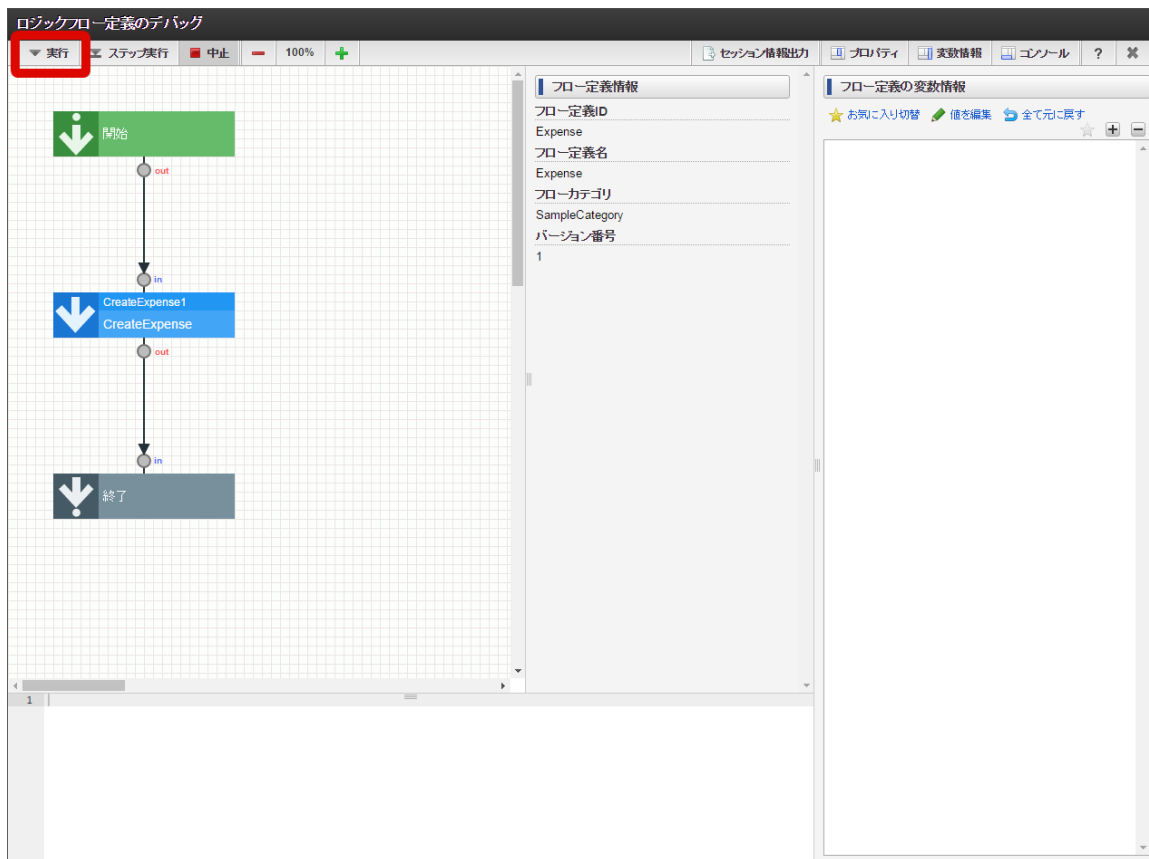 ロジックフロー定義のデバッグ
実行 ステップ実行 中止 100% セッション情報出力 プロパティ 変数情報 コンソール ?
開始
out
in
CreateExpense1
CreateExpense
out
in
終了
フロー定義情報
フロー定義ID
Expense
フロー定義名
Expense
フローカテゴリ
SampleCategory
バージョン番号
1
フロー定義の変数情報
お気に入り切替 値を編集 全て元に戻す
1